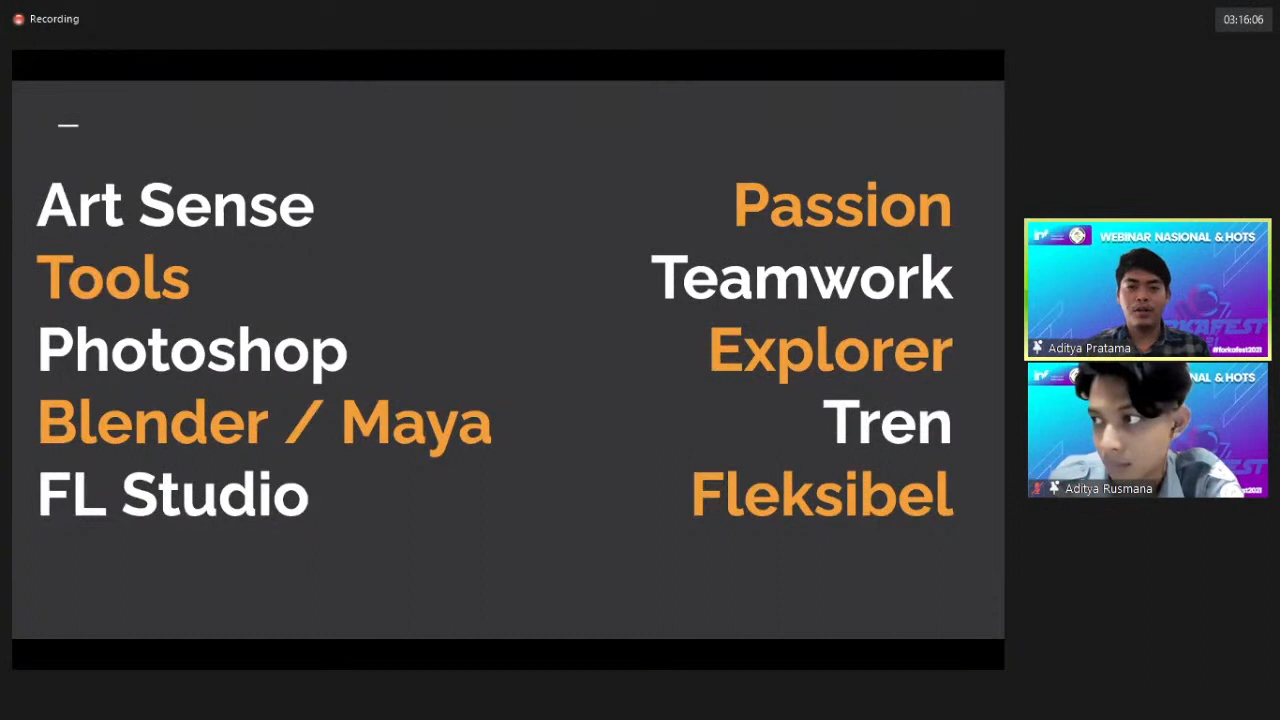 Recording
03:16:06
Art Sense
Tools
Photoshop
Blender / Maya
FL Studio
Passion
Teamwork
Explorer
Tren
Fleksibel
WEBINAR NASIONAL & HOTS
#forkafest2021
Aditya Pratama
NAL & HOTS
Aditya Rusmana